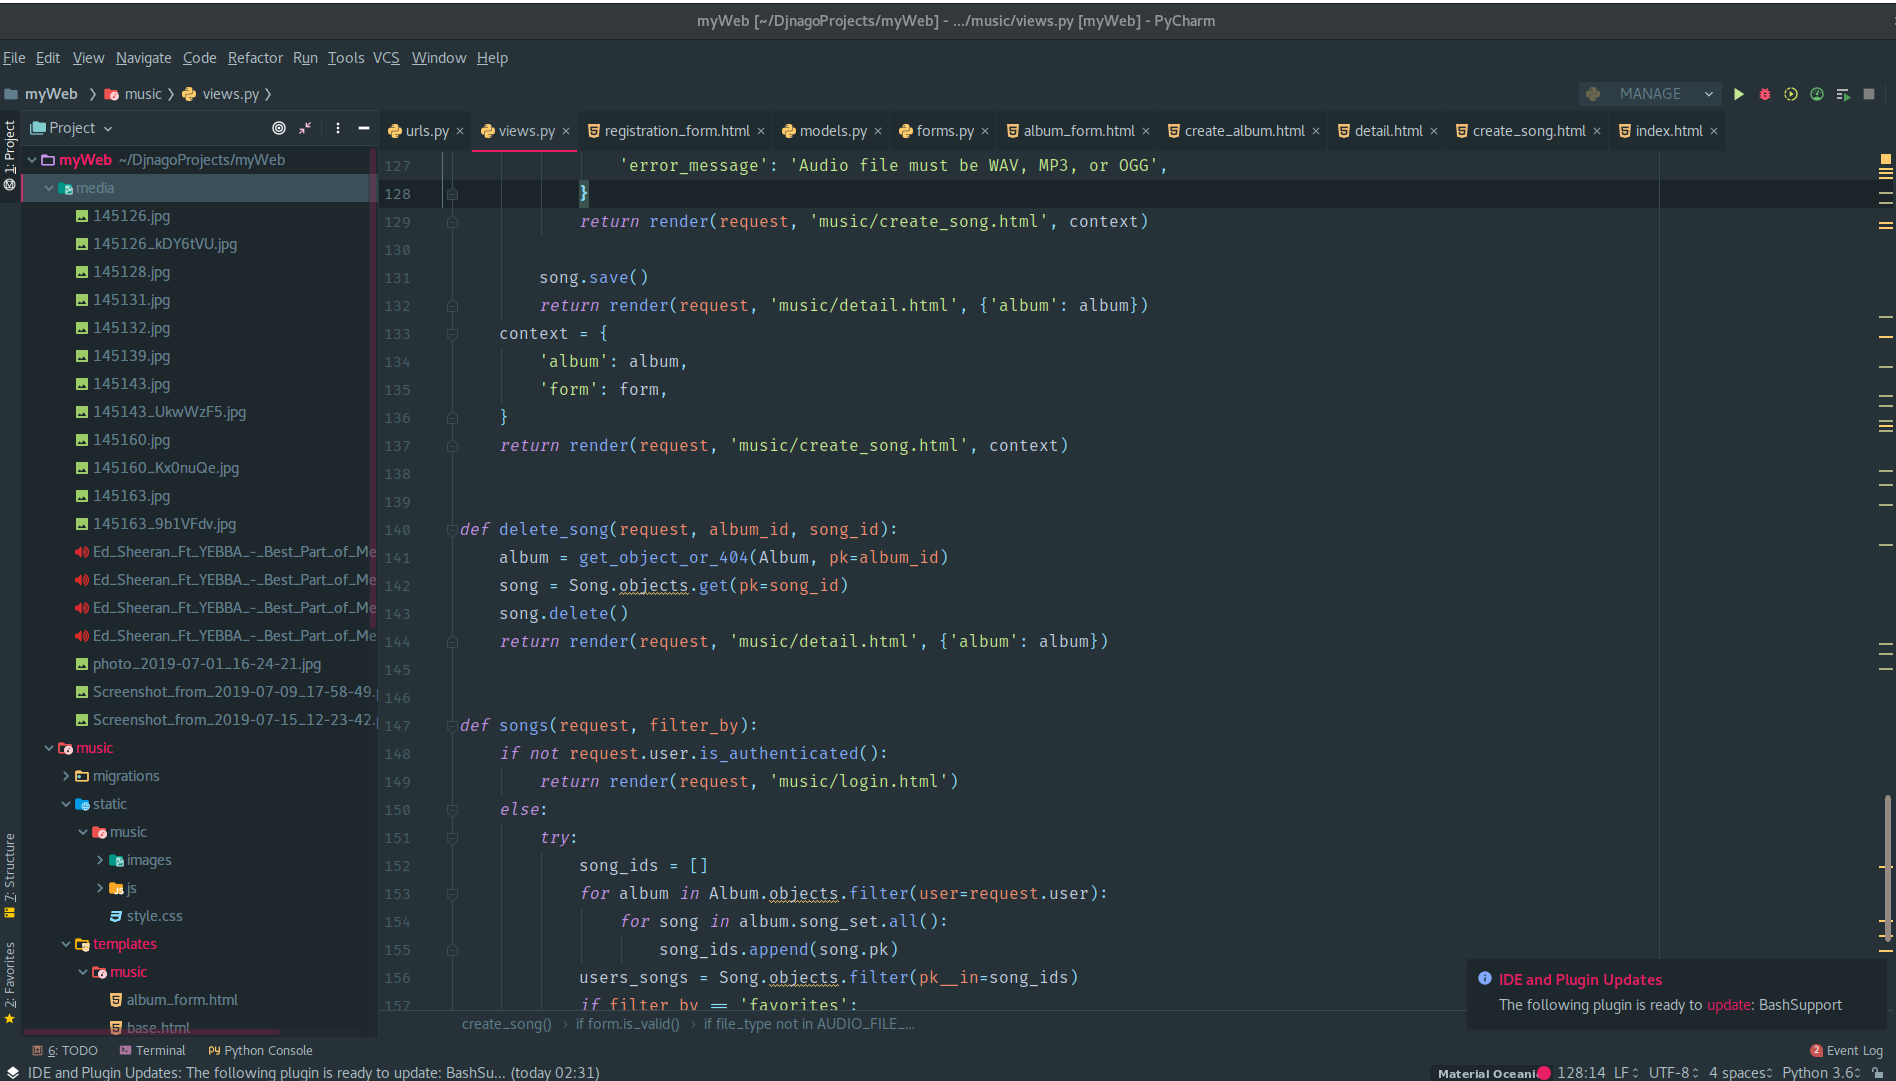 myWeb [~/DjnagoProjects/myWeb] - .../music/views.py [myWeb] - PyCharm
File Edit View Navigate Code Refactor Run Tools VCS Window Help
myWeb music views.py
MANAGE
Project
urls.py
views.py
registration_form.html
models.py
forms.py
album_form.html
create_album.html
detail.html
create_song.html
index.html
1: Project
7: Structure
2: Favorites
myWeb ~/DjnagoProjects/myWeb
media
145126.jpg
145126_kDY6tVU.jpg
145128.jpg
145131.jpg
145132.jpg
145139.jpg
145143.jpg
145143_UkwWzF5.jpg
145160.jpg
145160_Kx0nuQe.jpg
145163.jpg
145163_9b1VFdv.jpg
Ed_Sheeran_Ft_YEBBA_-_Best_Part_of_Me
Ed_Sheeran_Ft_YEBBA_-_Best_Part_of_Me
Ed_Sheeran_Ft_YEBBA_-_Best_Part_of_Me
Ed_Sheeran_Ft_YEBBA_-_Best_Part_of_Me
photo_2019-07-01_16-24-21.jpg
Screenshot_from_2019-07-09_17-58-49.
Screenshot_from_2019-07-15_12-23-42.
music
migrations
static
music
images
js
style.css
templates
music
album_form.html
base.html
127 'error_message': 'Audio file must be WAV, MP3, or OGG',
128 }
129 return render(request, 'music/create_song.html', context)
130
131 song.save()
132 return render(request, 'music/detail.html', {'album': album})
133 context = {
134 'album': album,
135 'form': form,
136 }
137 return render(request, 'music/create_song.html', context)
138
139
140 def delete_song(request, album_id, song_id):
141 album = get_object_or_404(Album, pk=album_id)
142 song = Song.objects.get(pk=song_id)
143 song.delete()
144 return render(request, 'music/detail.html', {'album': album})
145
146
147 def songs(request, filter_by):
148 if not request.user.is_authenticated():
149 return render(request, 'music/login.html')
150 else:
151 try:
152 song_ids = []
153 for album in Album.objects.filter(user=request.user):
154 for song in album.song_set.all():
155 song_ids.append(song.pk)
156 users_songs = Song.objects.filter(pk__in=song_ids)
157 if filter_by == 'favorites':
create_song() › if form.is_valid() › if file_type not in AUDIO_FILE_...
IDE and Plugin Updates
The following plugin is ready to update: BashSupport
6: TODO Terminal Python Console
2 Event Log
IDE and Plugin Updates: The following plugin is ready to update: BashSu... (today 02:31)
Material Oceani 128:14 LF UTF-8 4 spaces Python 3.6